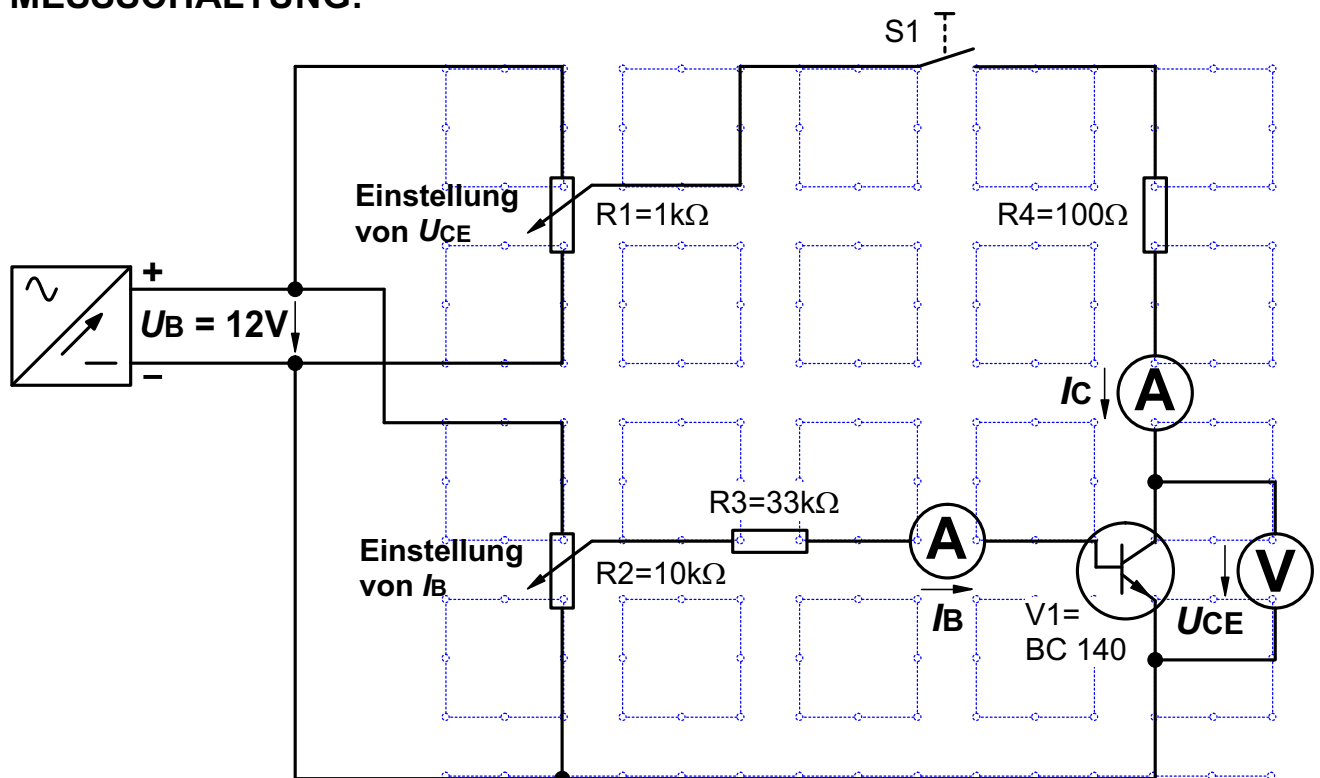 MESSSCHALTUNG:
S1
Einstellung
von UCE
R1=1kΩ
R4=100Ω
+
UB = 12V
−
IC
A
R3=33kΩ
Einstellung
von IB
R2=10kΩ
A
IB
V1=
BC 140
UCE
V